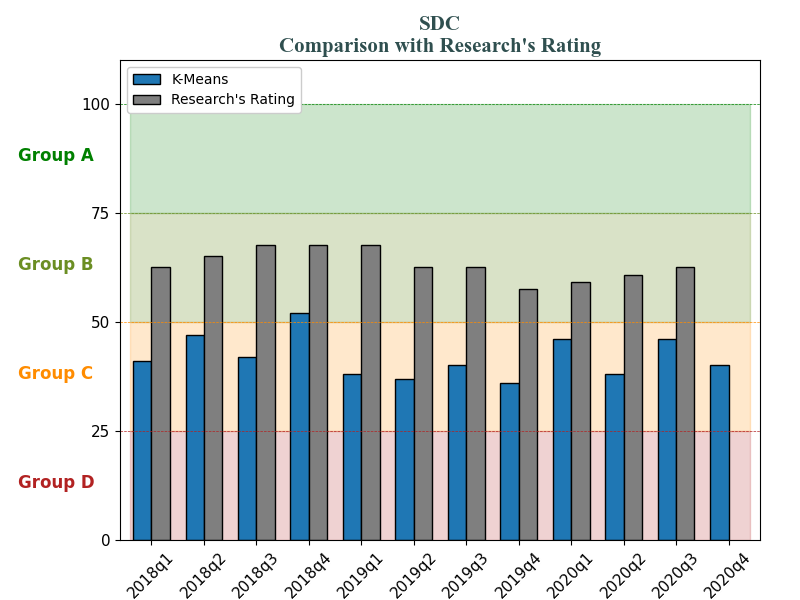 SDC
Comparison with Research's Rating
K-Means
Research's Rating
100
Group A
75
Group B
50
Group C
25
Group D
0
2018q1 2018q2 2018q3 2018q4 2019q1 2019q2 2019q3 2019q4 2020q1 2020q2 2020q3 2020q4